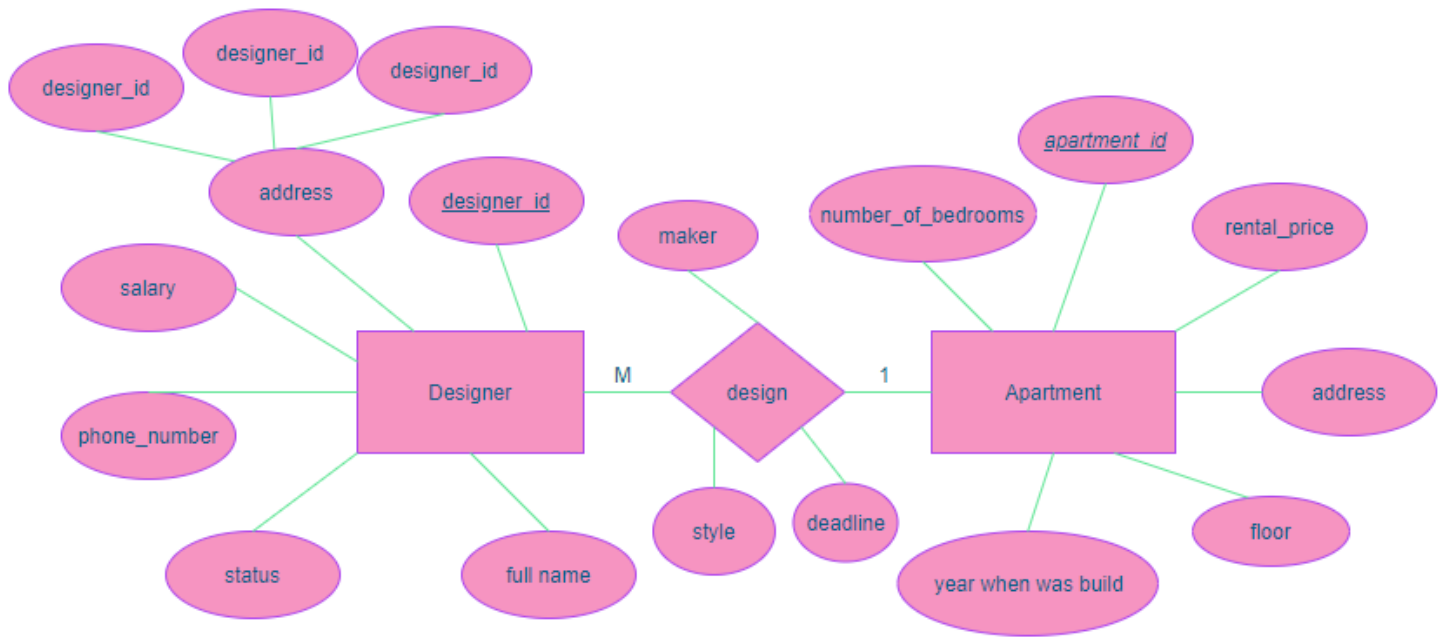 designer_id
designer_id
designer_id
address
designer_id
apartment_id
number_of_bedrooms
rental_price
maker
salary
Designer
M
design
1
Apartment
address
phone_number
style
deadline
floor
status
full name
year when was build